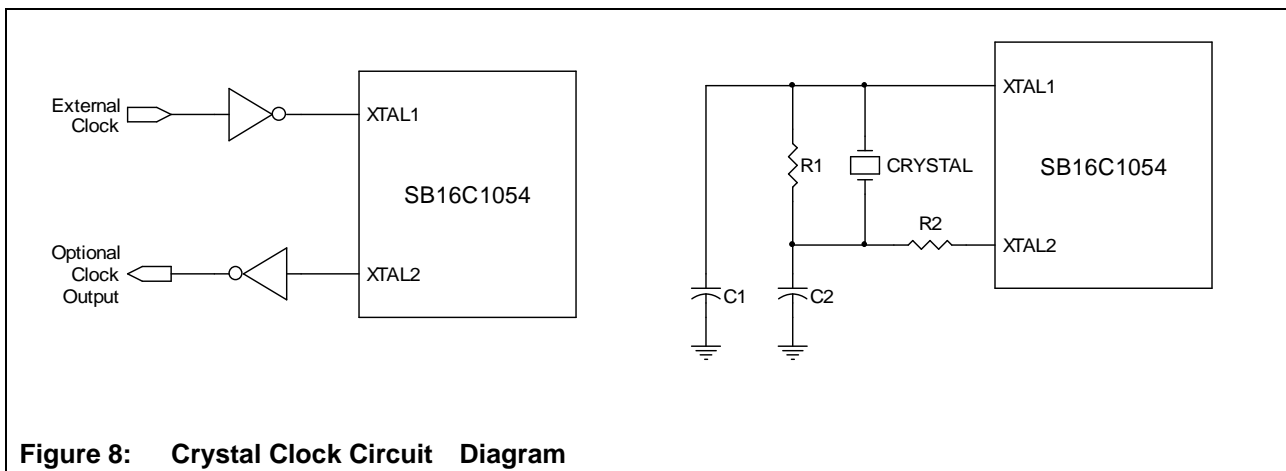 External
Clock
XTAL1
SB16C1054
Optional
Clock
Output
XTAL2
XTAL1
R1
CRYSTAL
SB16C1054
R2
XTAL2
C1
C2
Figure 8: Crystal Clock Circuit Diagram